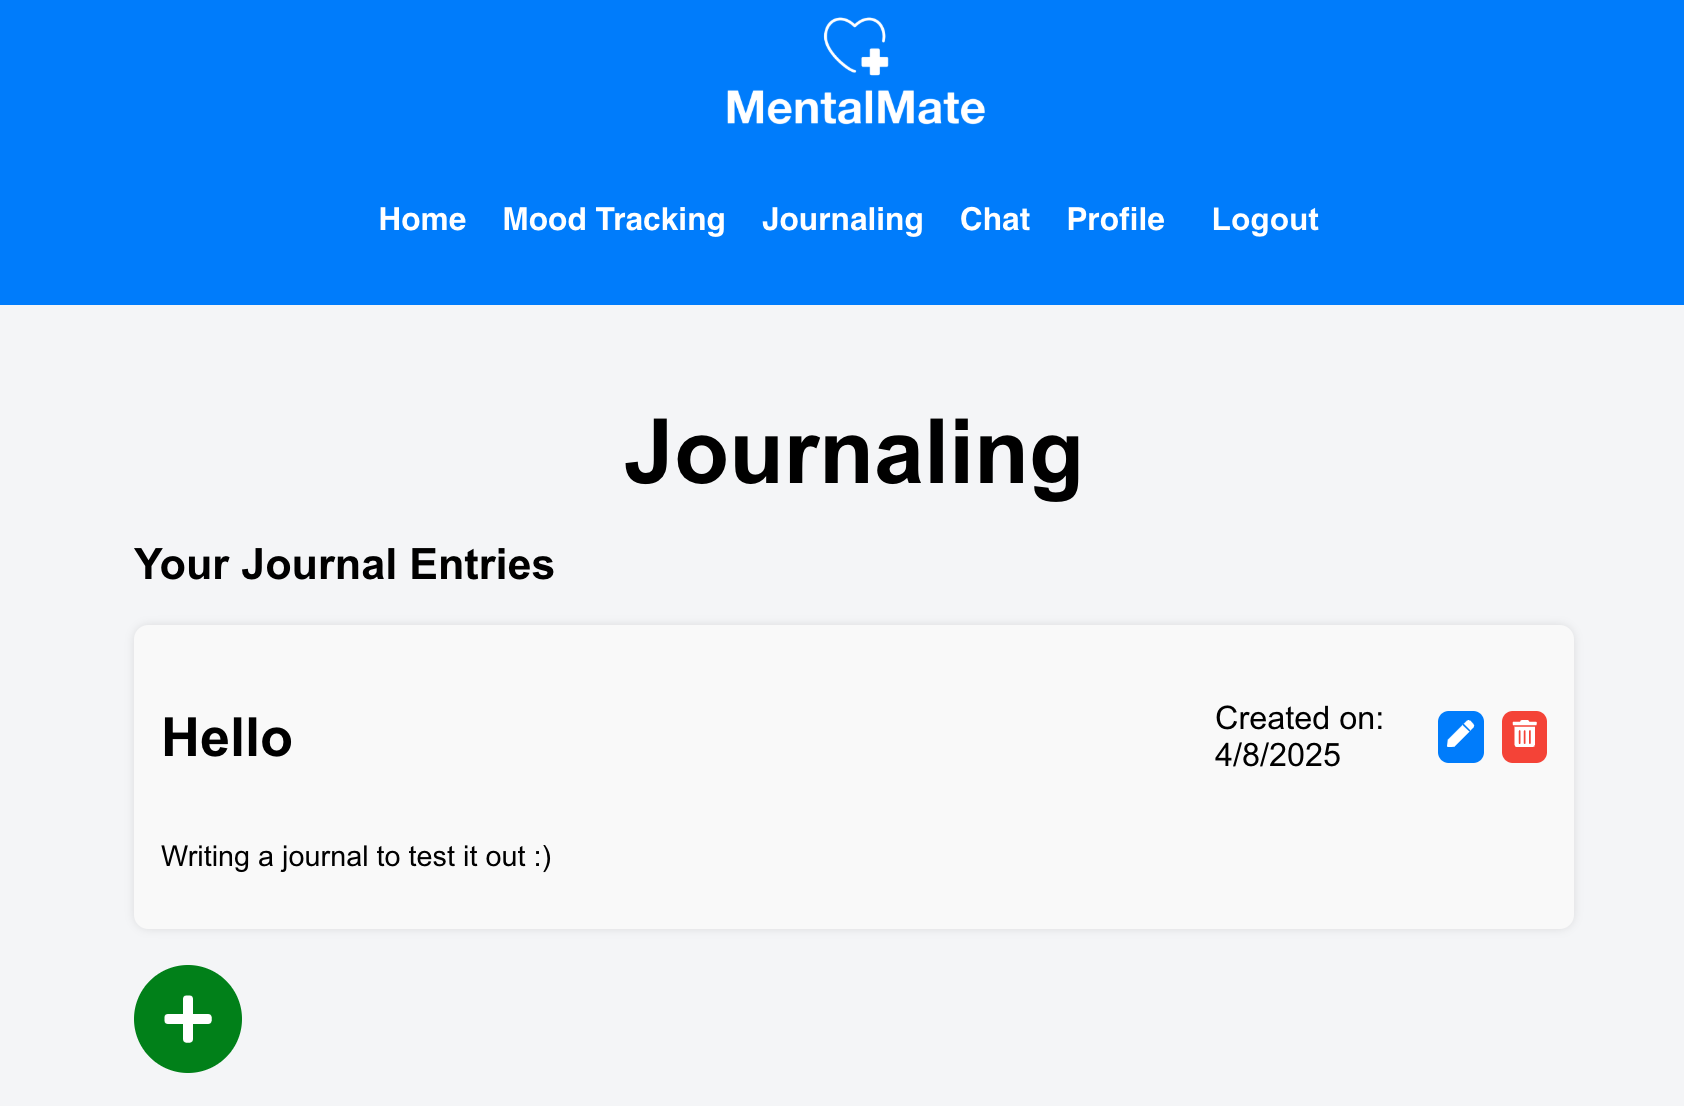 MentalMate
Home Mood Tracking Journaling Chat Profile Logout
Journaling
Your Journal Entries
Hello
Created on:
4/8/2025
Writing a journal to test it out :)